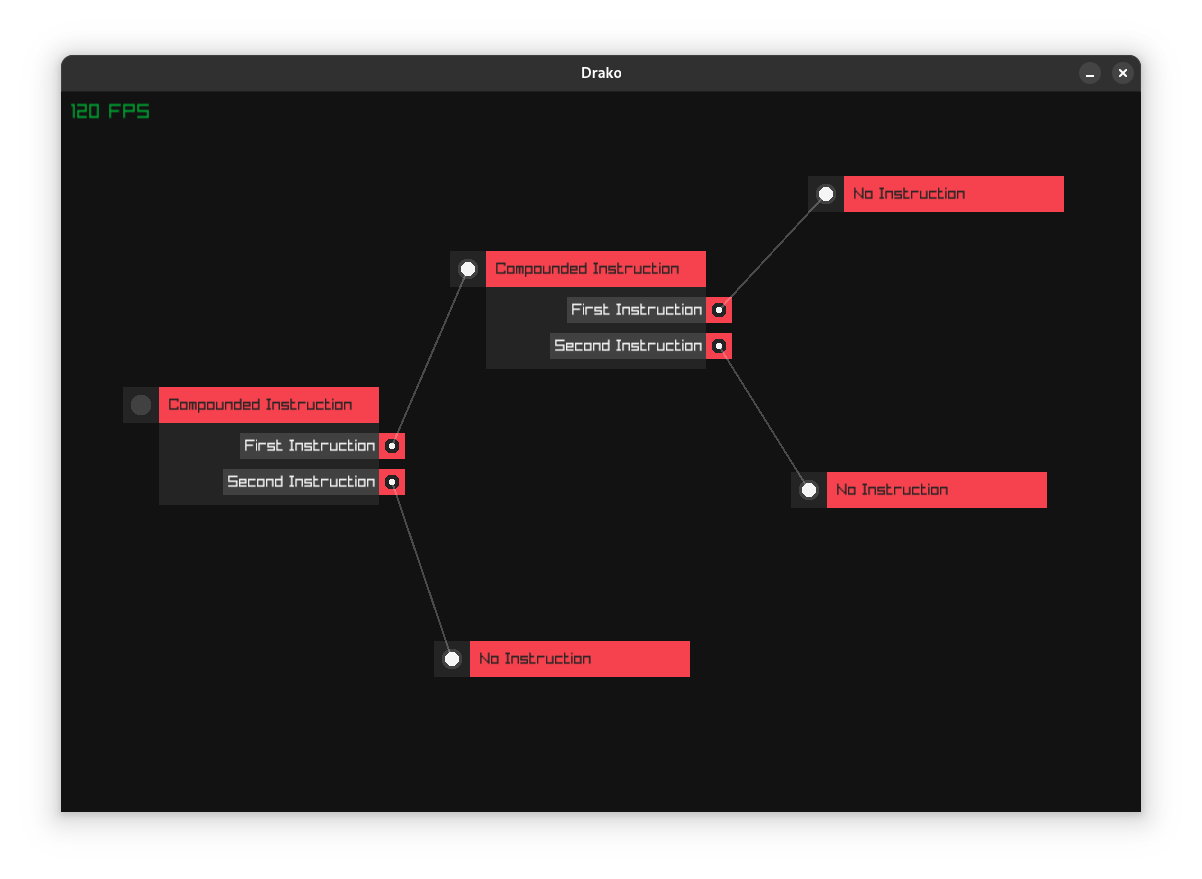 Drako
120 FPS
No Instruction
Compounded Instruction
First Instruction
Second Instruction
Compounded Instruction
First Instruction
Second Instruction
No Instruction
No Instruction